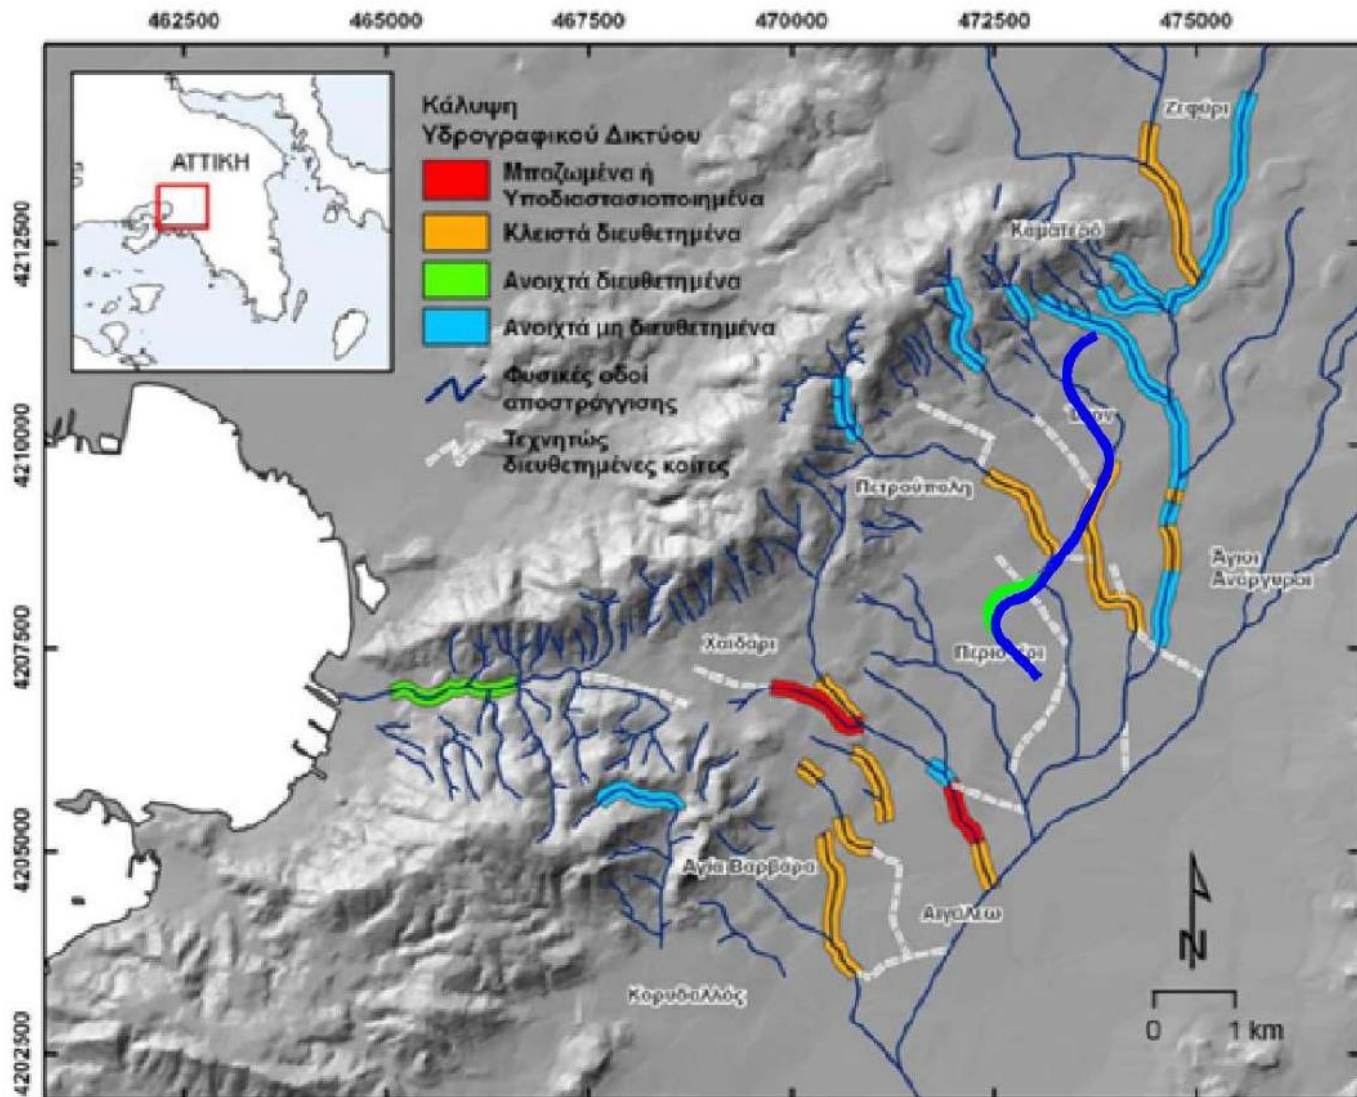 462500 465000 467500 470000 472500 475000
ΑΤΤΙΚΗ
Κάλυψη
Υδρογραφικού Δικτύου
Μπαζωμένα ή
Υποδιαστασιοποιημένα
Κλειστά διευθετημένα
Ανοιχτά διευθετημένα
Ανοιχτά μη διευθετημένα
Φυσικές οδοί
αποστράγγισης
Τεχνητώς
διευθετημένες κοίτες
Ζεφύρι
Καματερό
Πετρούπολη
Άγιοι
Ανάργυροι
Χαϊδάρι
Αγία Βαρβάρα
Αιγάλεω
Κορυδαλλός
4212500
4210000
4207500
4205000
4202500
N
0 1 km